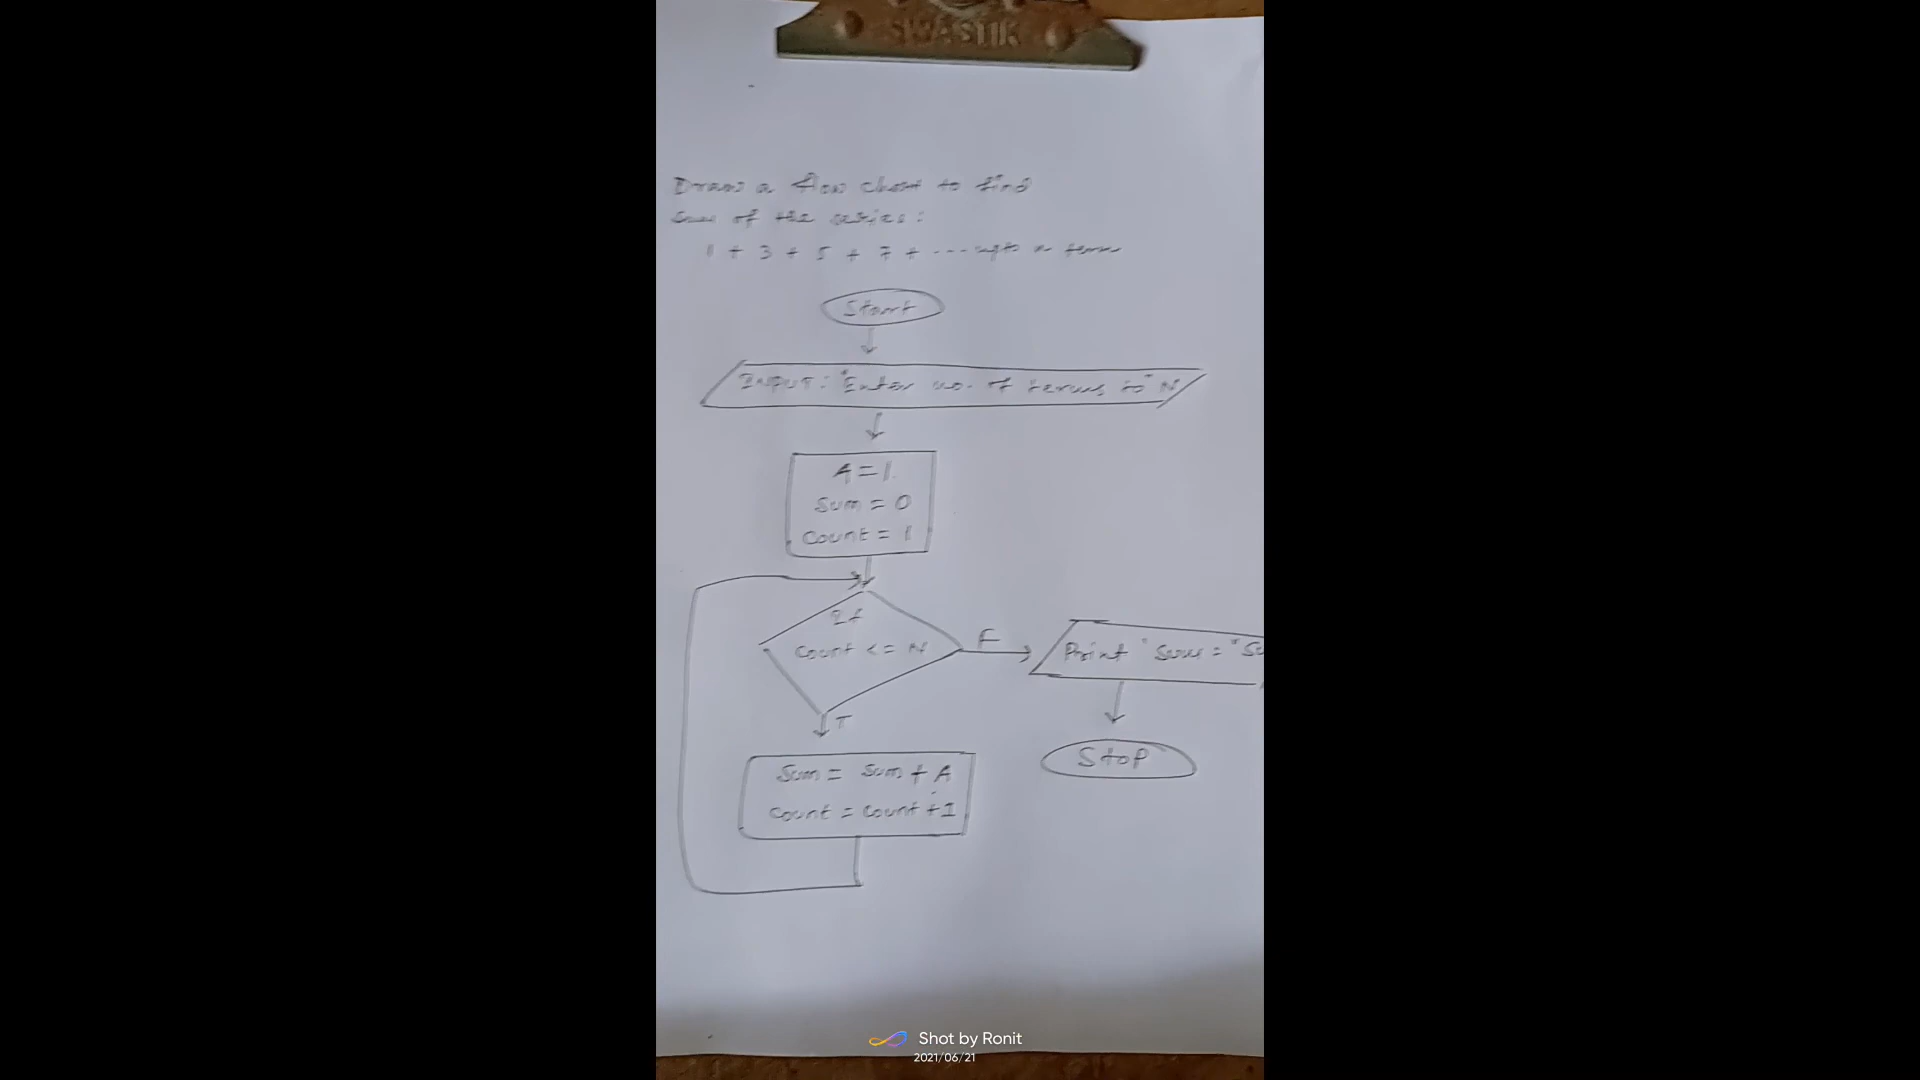 SWASTIK
Draw a flow chart to find
sum of the series:
1 + 3 + 5 + 7 + ---- upto n term
Start
INPUT: "Enter no. of terms to" N
A = 1
Sum = 0
Count = 1
If
Count <= N
F
Print "Sum = "Su
T
Sum = Sum + A
Count = Count + 1
Stop
Shot by Ronit
2021/06/21